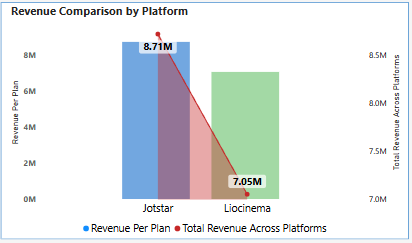 Revenue Comparison by Platform
8M
6M
4M
2M
0M
Revenue Per Plan
8.71M
7.05M
8.5M
8.0M
7.5M
7.0M
Total Revenue Across Platforms
Jotstar Liocinema
Revenue Per Plan Total Revenue Across Platforms